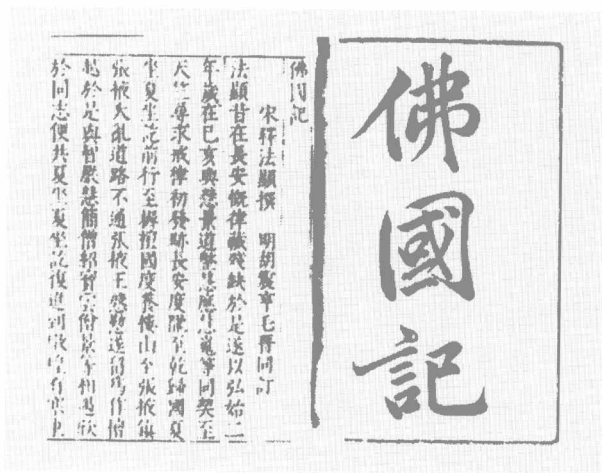 佛國記
佛國記
宋釋法顯撰 明胡震亨毛晉同訂
法顯昔在長安慨律藏殘缺於是遂以弘始二
年歲在己亥與慧景道整慧應慧嵬等同契至
天竺尋求戒律初發跡長安度隴至乾歸國夏
坐夏坐訖前行至耨檀國度養樓山至張掖鎮
張掖大亂道路不通張掖王慇懃遂留爲作檀
越於是與智嚴慧簡僧紹寶雲僧景等相遇欣
於同志便共夏坐夏坐訖復進到燉煌有塞東